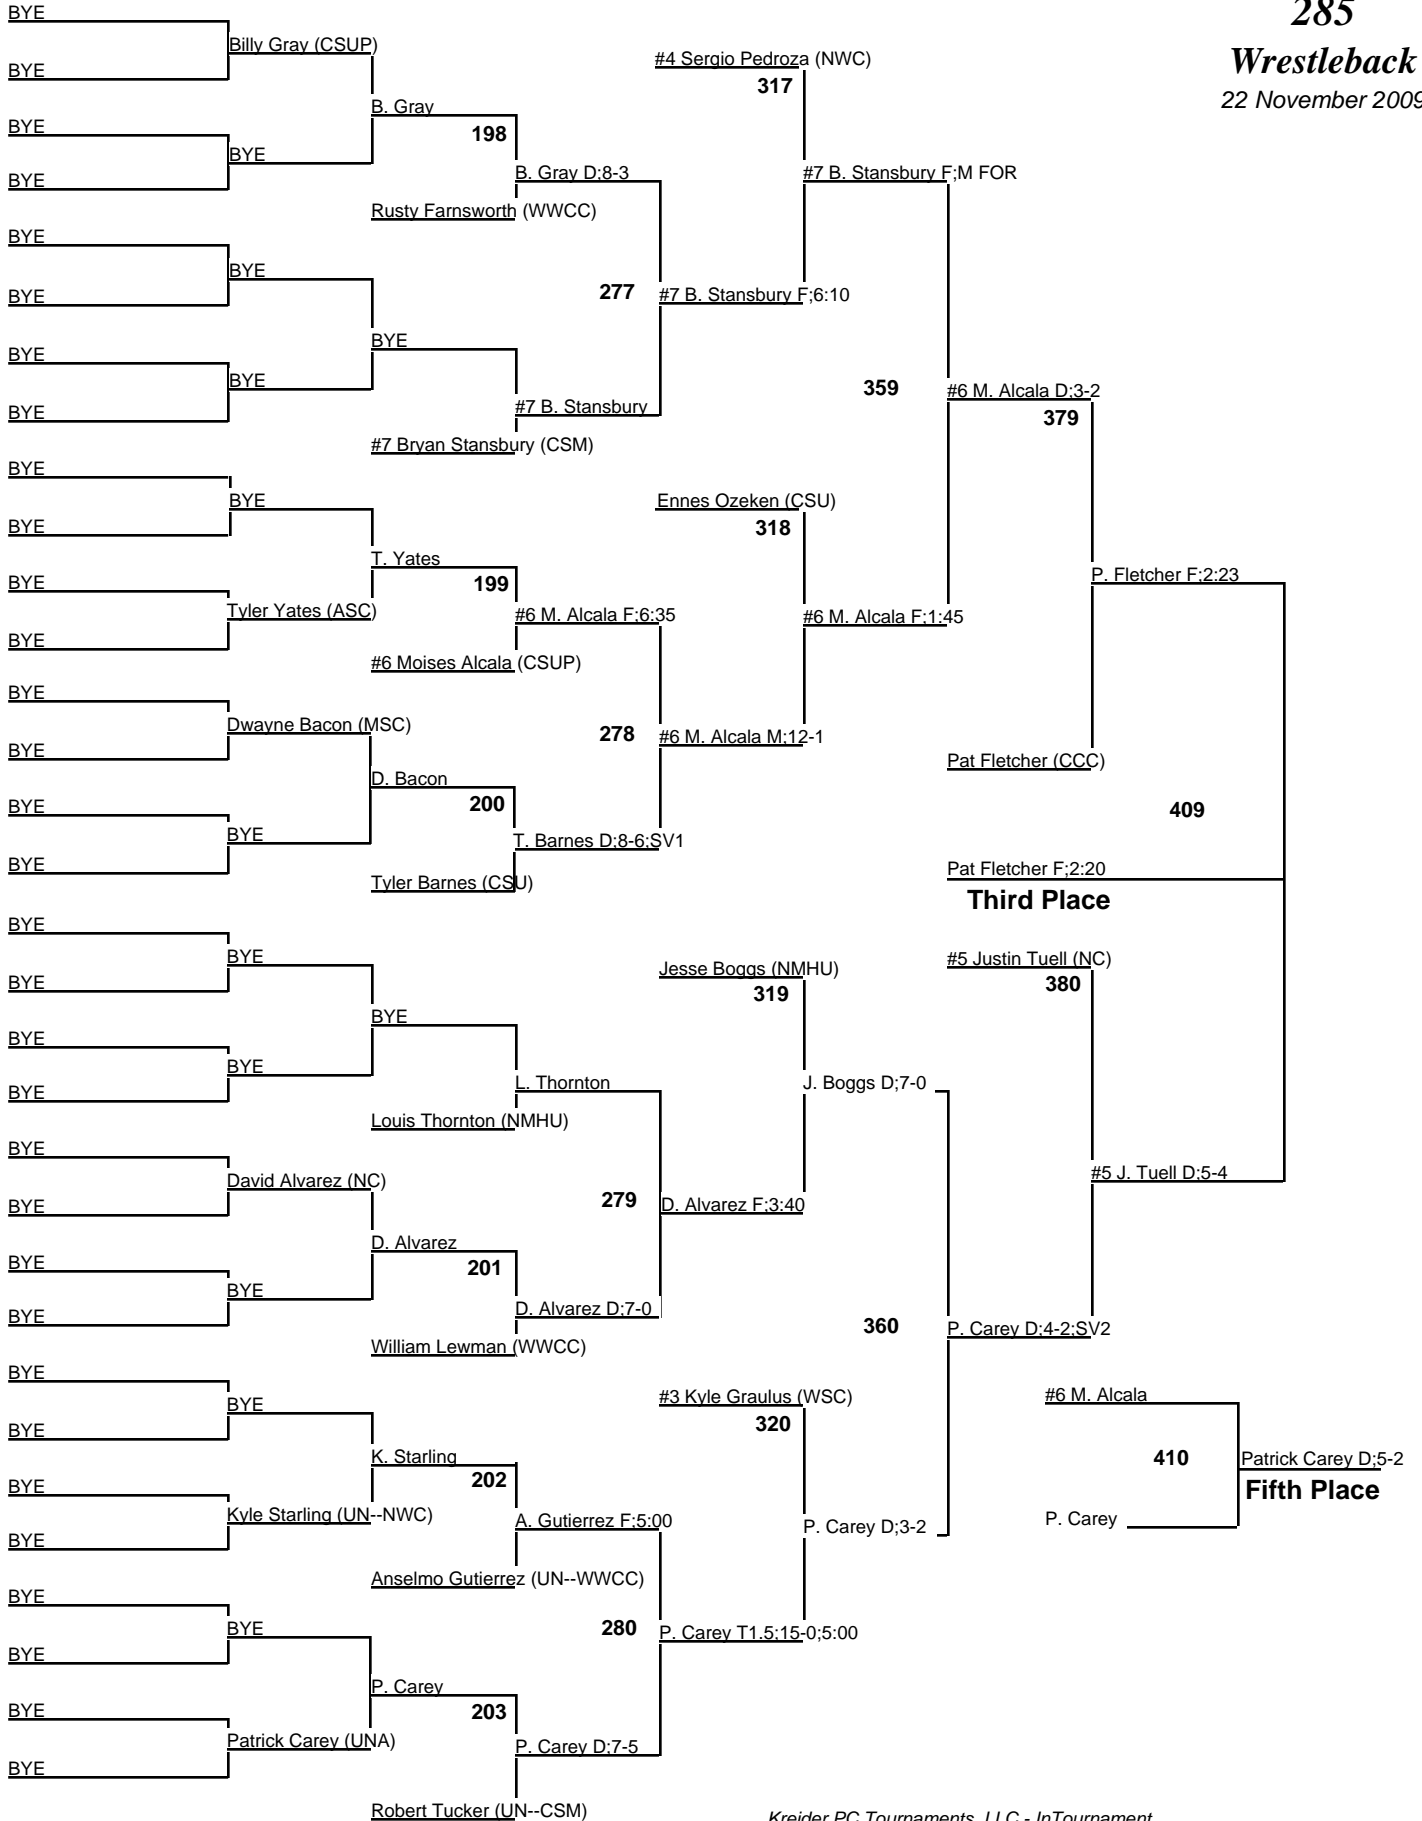 285
Wrestleback
22 November 2009
BYE
Billy Gray (CSUP)
#4 Sergio Pedroza (NWC)
BYE
317
B. Gray
BYE
198
BYE
B. Gray D;8-3
#7 B. Stansbury F;M FOR
BYE
Rusty Farnsworth (WWCC)
BYE
BYE
277
#7 B. Stansbury F;6:10
BYE
BYE
BYE
BYE
359
#6 M. Alcala D;3-2
BYE
#7 B. Stansbury
379
#7 Bryan Stansbury (CSM)
BYE
BYE
Ennes Ozeken (CSU)
BYE
318
T. Yates
BYE
199
P. Fletcher F;2:23
Tyler Yates (ASC)
#6 M. Alcala F;6:35
#6 M. Alcala F;1:45
BYE
#6 Moises Alcala (CSUP)
BYE
Dwayne Bacon (MSC)
278
#6 M. Alcala M;12-1
BYE
Pat Fletcher (CCC)
D. Bacon
BYE
200
409
BYE
T. Barnes D;8-6;SV1
BYE
Pat Fletcher F;2:20
Tyler Barnes (CSU)
Third Place
BYE
BYE
#5 Justin Tuell (NC)
BYE
Jesse Boggs (NMHU)
380
319
BYE
BYE
BYE
L. Thornton
J. Boggs D;7-0
BYE
Louis Thornton (NMHU)
BYE
David Alvarez (NC)
#5 J. Tuell D;5-4
BYE
279
D. Alvarez F;3:40
D. Alvarez
BYE
201
BYE
BYE
D. Alvarez D;7-0
360
P. Carey D;4-2;SV2
William Lewman (WWCC)
BYE
BYE
#3 Kyle Graulus (WSC)
#6 M. Alcala
BYE
320
K. Starling
410
Patrick Carey D;5-2
BYE
202
Fifth Place
Kyle Starling (UN--NWC)
A. Gutierrez F;5:00
P. Carey D;3-2
P. Carey
BYE
Anselmo Gutierrez (UN--WWCC)
BYE
BYE
280
P. Carey T1.5;15-0;5:00
BYE
P. Carey
BYE
203
Patrick Carey (UNA)
P. Carey D;7-5
BYE
Robert Tucker (UN--CSM)
Kreider PC Tournaments, LLC - InTournament